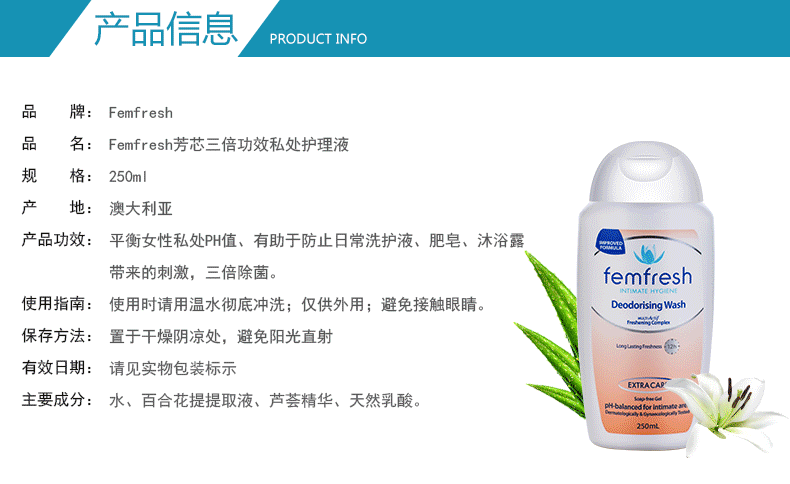 产品信息 PRODUCT INFO
品 牌: Femfresh
品 名: Femfresh芳芯三倍功效私处护理液
规 格: 250ml
产 地: 澳大利亚
产品功效: 平衡女性私处PH值、有助于防止日常洗护液、肥皂、沐浴露
带来的刺激，三倍除菌。
使用指南: 使用时请用温水彻底冲洗；仅供外用；避免接触眼睛。
保存方法: 置于干燥阴凉处，避免阳光直射
有效日期: 请见实物包装标示
主要成分: 水、百合花提提取液、芦荟精华、天然乳酸。
IMPROVED
FORMULA
femfresh
INTIMATE HYGIENE
Deodorising Wash
multiActif
Freshening Complex
Long Lasting Freshness 12h
EXTRACARE
Soap-free Gel
pH-balanced for intimate area
Dermatologically & Gynaecologically Tested
250mL